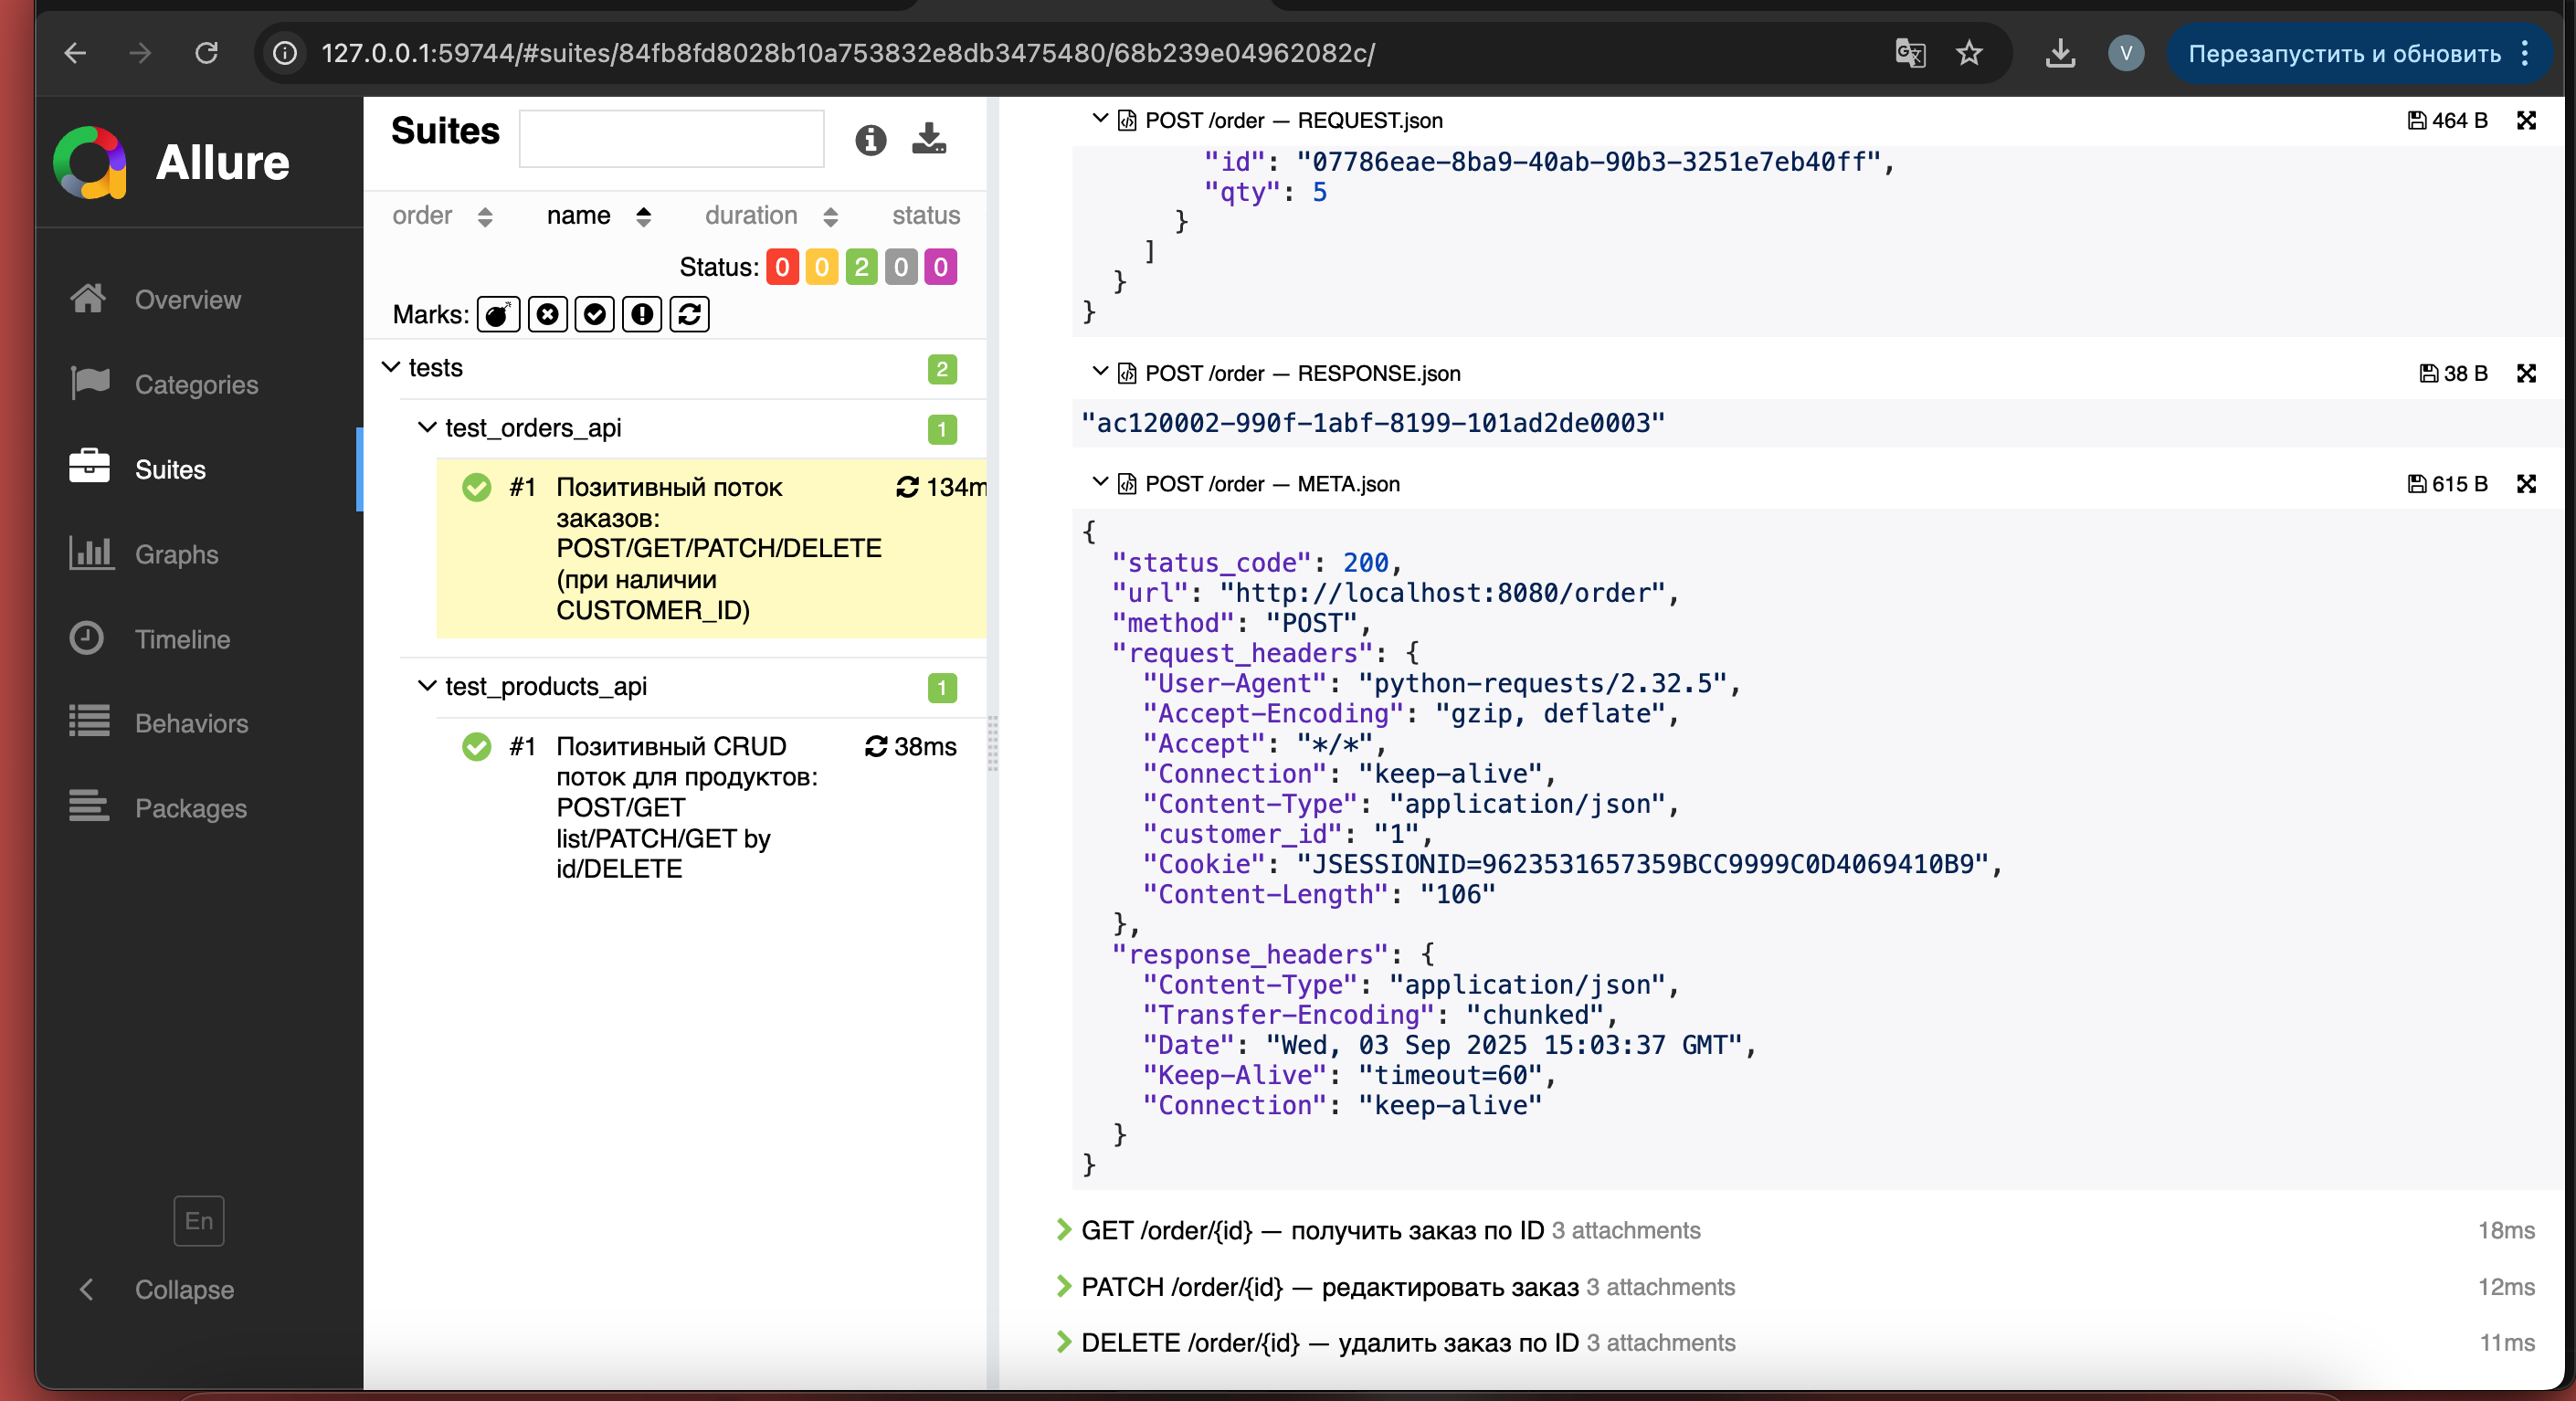 127.0.0.1:59744/#suites/84fb8fd8028b10a753832e8db3475480/68b239e04962082c/
V
Перезапустить и обновить
Allure
Overview
Categories
Suites
Graphs
Timeline
Behaviors
Packages
En
Collapse
Suites
order name duration status
Status: 0 0 2 0 0
Marks:
tests 2
test_orders_api 1
#1 Позитивный поток 134m
заказов:
POST/GET/PATCH/DELETE
(при наличии
CUSTOMER_ID)
test_products_api 1
#1 Позитивный CRUD 38ms
поток для продуктов:
POST/GET
list/PATCH/GET by
id/DELETE
POST /order — REQUEST.json 464 B
"id": "07786eae-8ba9-40ab-90b3-3251e7eb40ff",
"qty": 5
}
]
}
}
POST /order — RESPONSE.json 38 B
"ac120002-990f-1abf-8199-101ad2de0003"
POST /order — META.json 615 B
{
"status_code": 200,
"url": "http://localhost:8080/order",
"method": "POST",
"request_headers": {
"User-Agent": "python-requests/2.32.5",
"Accept-Encoding": "gzip, deflate",
"Accept": "*/*",
"Connection": "keep-alive",
"Content-Type": "application/json",
"customer_id": "1",
"Cookie": "JSESSIONID=9623531657359BCC9999C0D4069410B9",
"Content-Length": "106"
},
"response_headers": {
"Content-Type": "application/json",
"Transfer-Encoding": "chunked",
"Date": "Wed, 03 Sep 2025 15:03:37 GMT",
"Keep-Alive": "timeout=60",
"Connection": "keep-alive"
}
}
GET /order/{id} — получить заказ по ID 3 attachments 18ms
PATCH /order/{id} — редактировать заказ 3 attachments 12ms
DELETE /order/{id} — удалить заказ по ID 3 attachments 11ms